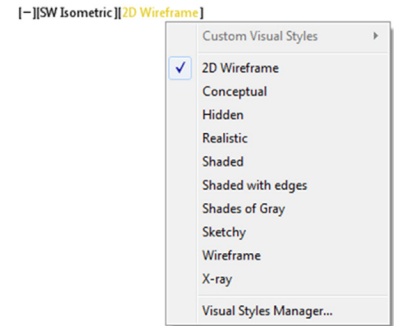 [−][SW Isometric][2D Wireframe]
Custom Visual Styles
2D Wireframe
Conceptual
Hidden
Realistic
Shaded
Shaded with edges
Shades of Gray
Sketchy
Wireframe
X-ray
Visual Styles Manager...